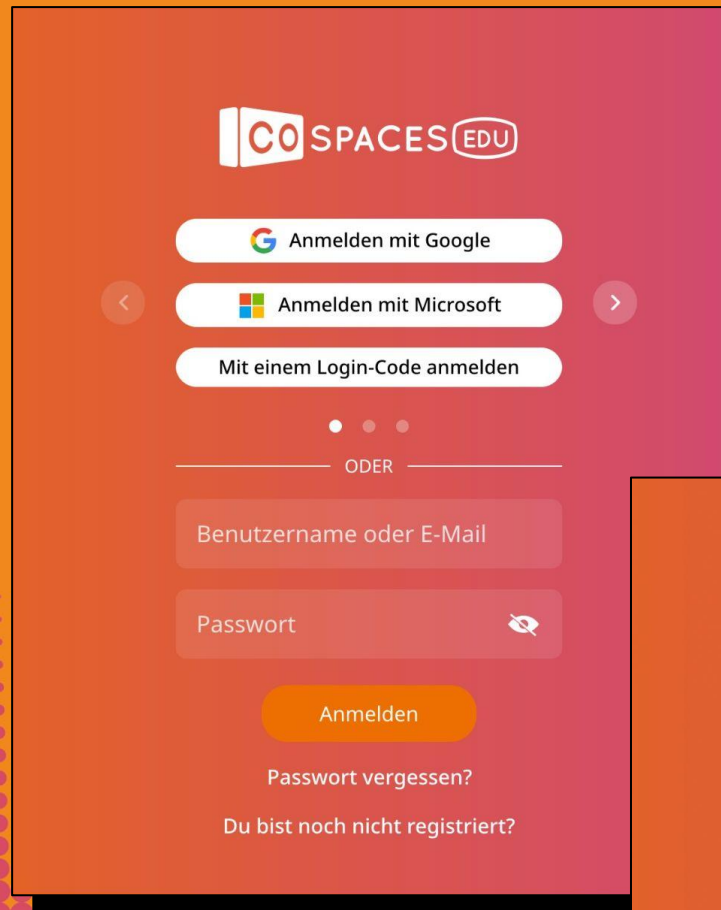 CO SPACES EDU
Anmelden mit Google
Anmelden mit Microsoft
Mit einem Login-Code anmelden
ODER
Benutzername oder E-Mail
Passwort
Anmelden
Passwort vergessen?
Du bist noch nicht registriert?